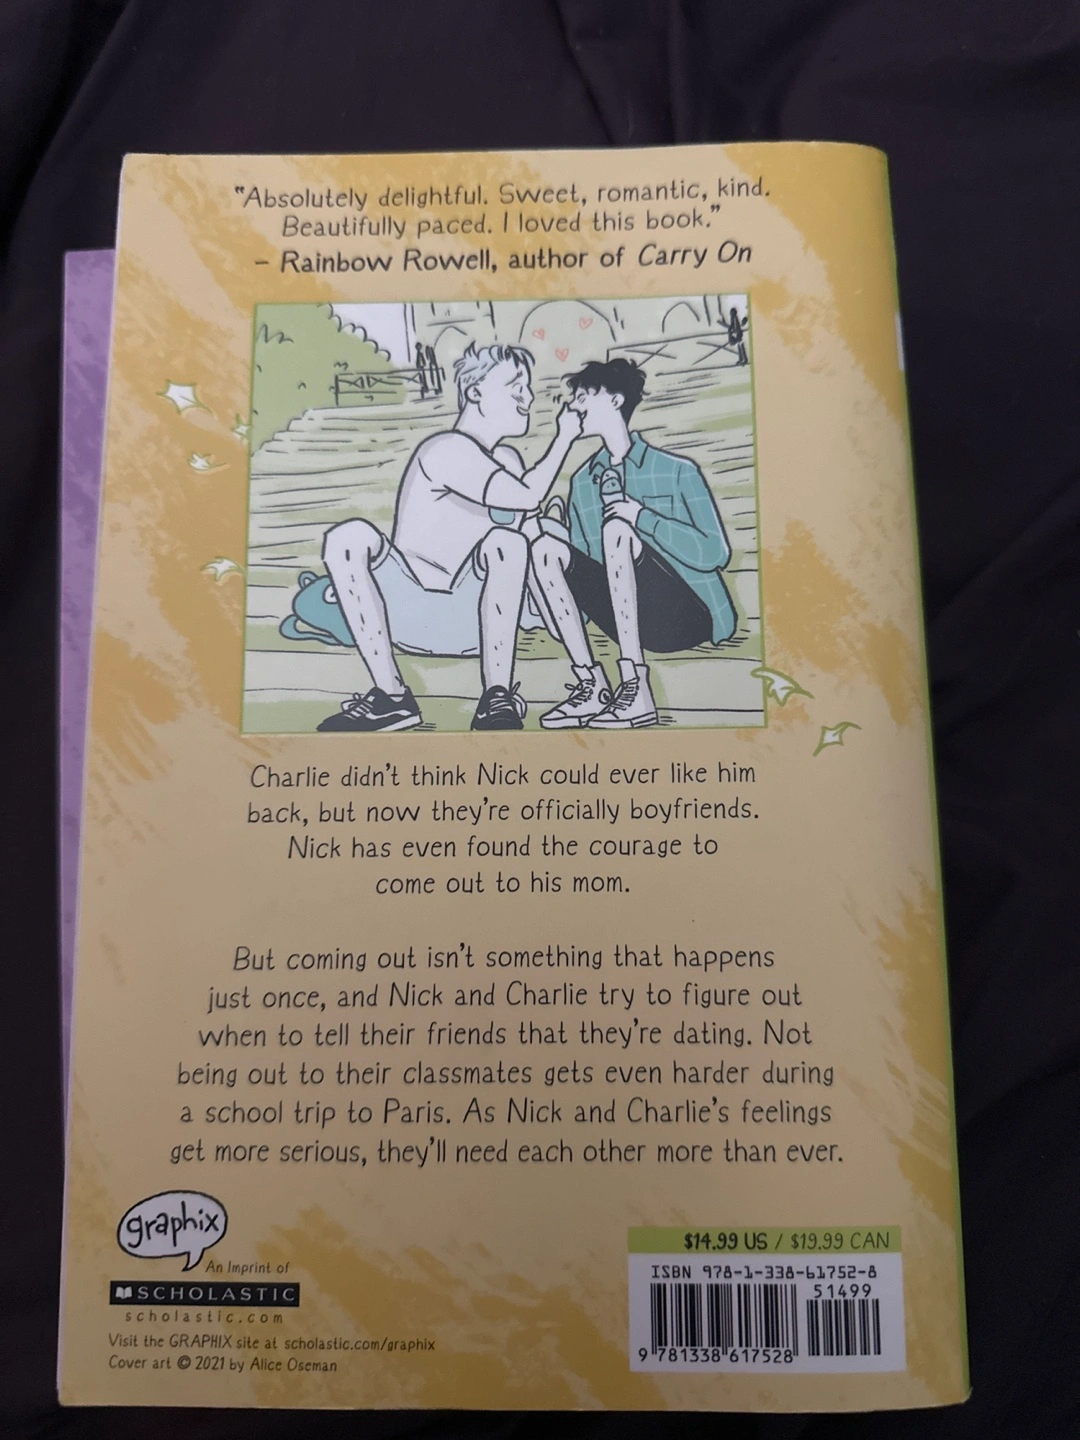 "Absolutely delightful. Sweet, romantic, kind.
Beautifully paced. I loved this book."
– Rainbow Rowell, author of Carry On
Charlie didn't think Nick could ever like him
back, but now they're officially boyfriends.
Nick has even found the courage to
come out to his mom.
But coming out isn't something that happens
just once, and Nick and Charlie try to figure out
when to tell their friends that they're dating. Not
being out to their classmates gets even harder during
a school trip to Paris. As Nick and Charlie's feelings
get more serious, they'll need each other more than ever.
graphix
An Imprint of
SCHOLASTIC
scholastic.com
Visit the GRAPHIX site at scholastic.com/graphix
Cover art © 2021 by Alice Oseman
$14.99 US / $19.99 CAN
ISBN 978-1-338-61752-8
51499
9 781338 617528